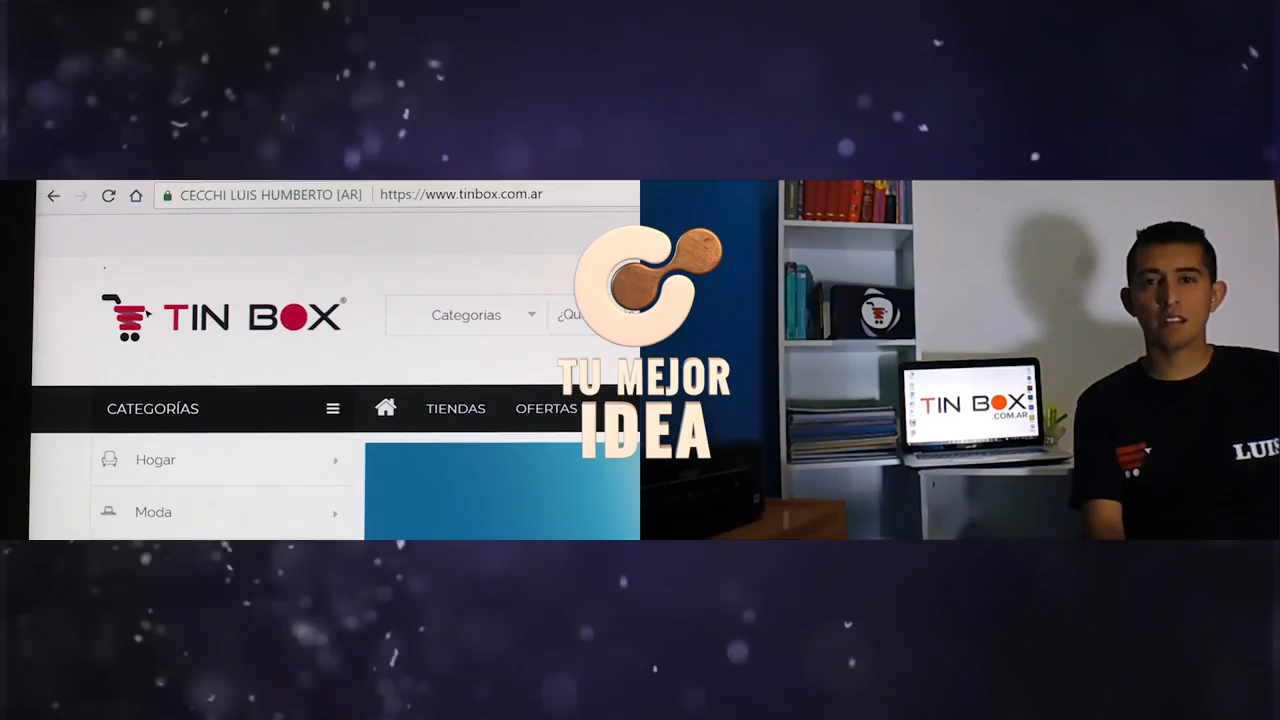 CECCHI LUIS HUMBERTO [AR] https://www.tinbox.com.ar
TIN BOX®
Categorias
¿Qu
CATEGORÍAS
TIENDAS
OFERTAS
Hogar
Moda
TU MEJOR
IDEA
TIN BOX
.COM.AR
LUIS